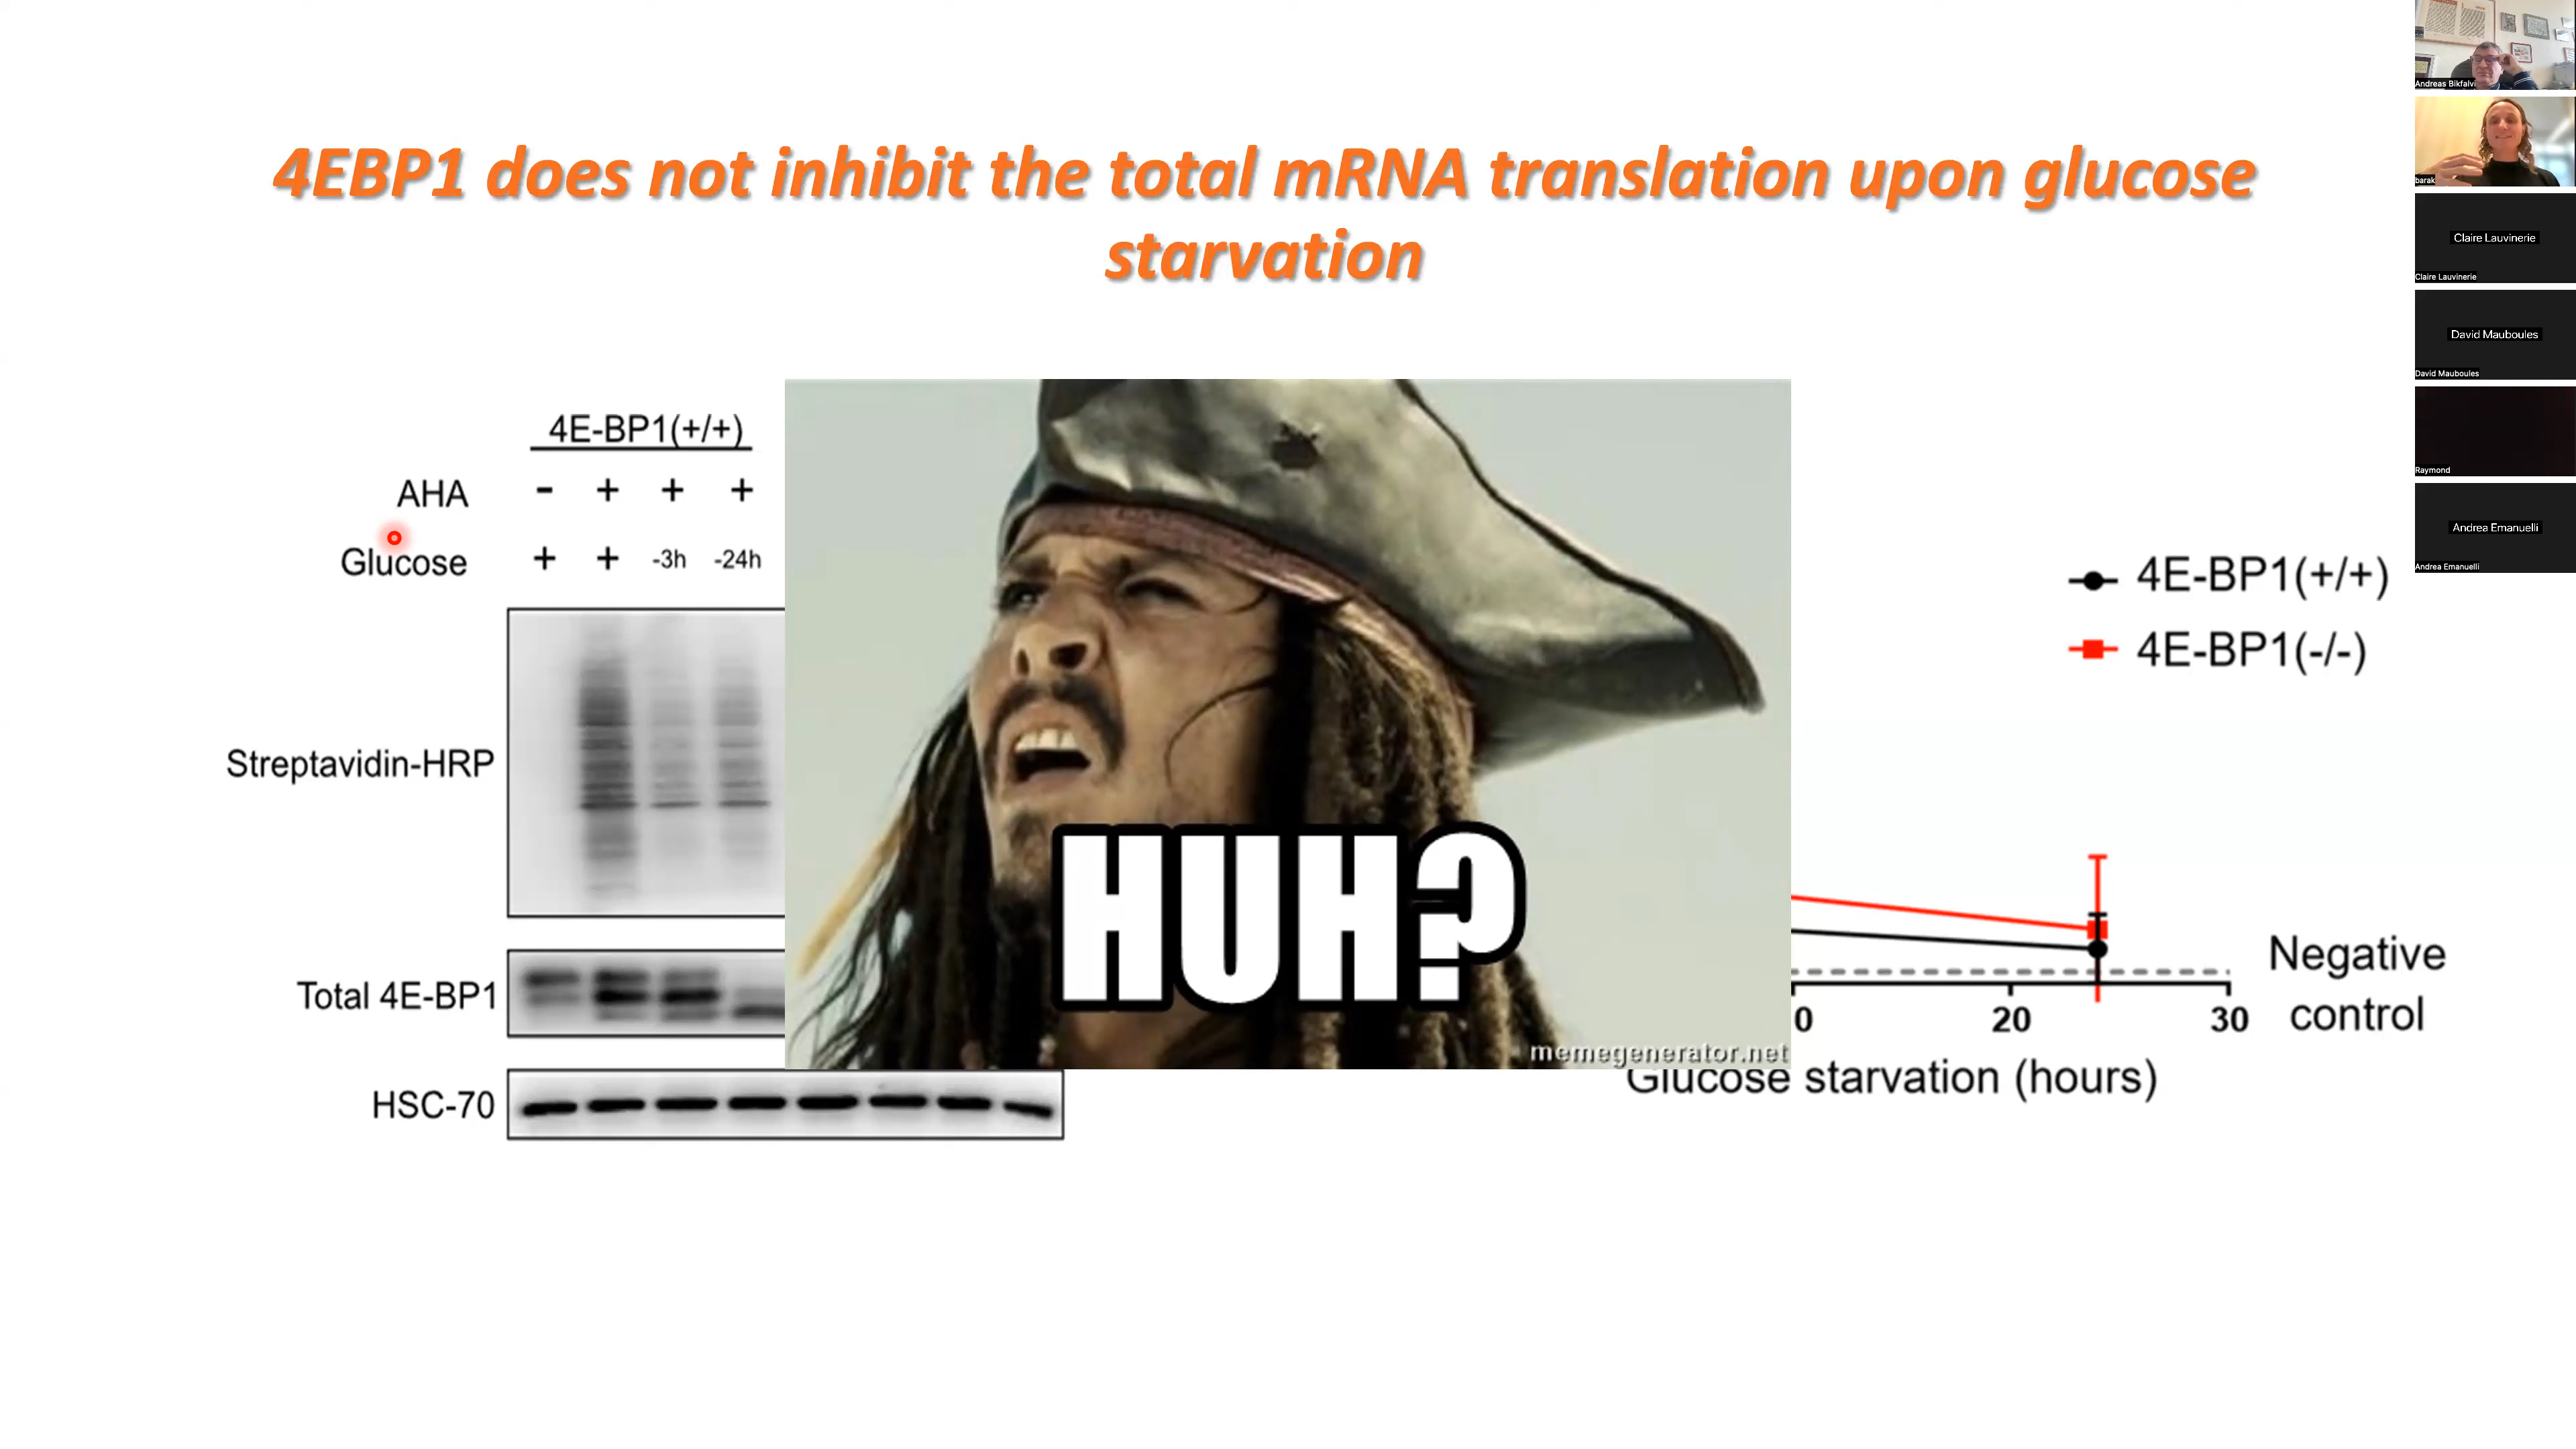 4EBP1 does not inhibit the total mRNA translation upon glucose
starvation
4E-BP1(+/+)
AHA - + + +
Glucose + + -3h -24h
Streptavidin-HRP
Total 4E-BP1
HSC-70
HUH?
memegenerator.net
4E-BP1(+/+)
4E-BP1(-/-)
Negative
control
0 20 30
Glucose starvation (hours)
Andreas Bikfalvi
barak
Claire Lauvinerie
Claire Lauvinerie
David Mauboules
David Mauboules
Raymond
Andrea Emanuelli
Andrea Emanuelli